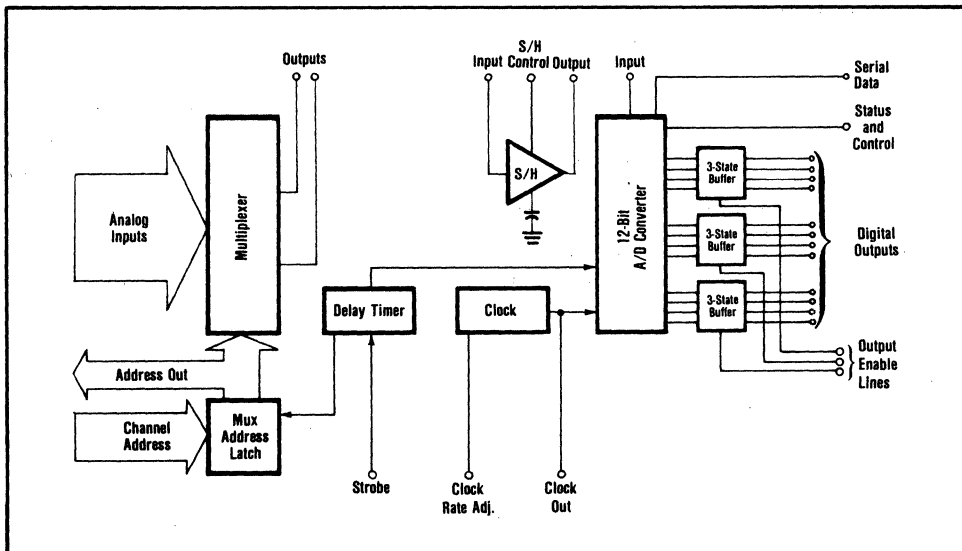 Outputs
Input
S/H
Control
Output
Input
Serial
Data
Status
and
Control
Analog
Inputs
Multiplexer
S/H
12-Bit
A/D Converter
3-State
Buffer
3-State
Buffer
3-State
Buffer
Digital
Outputs
Delay Timer
Clock
Output
Enable
Lines
Address Out
Channel
Address
Mux
Address
Latch
Strobe
Clock
Rate Adj.
Clock
Out